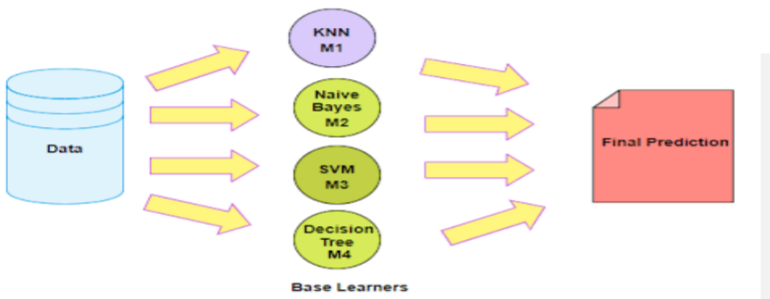 KNN
M1
Naive
Bayes
M2
Data
Final Prediction
SVM
M3
Decision
Tree
M4
Base Learners